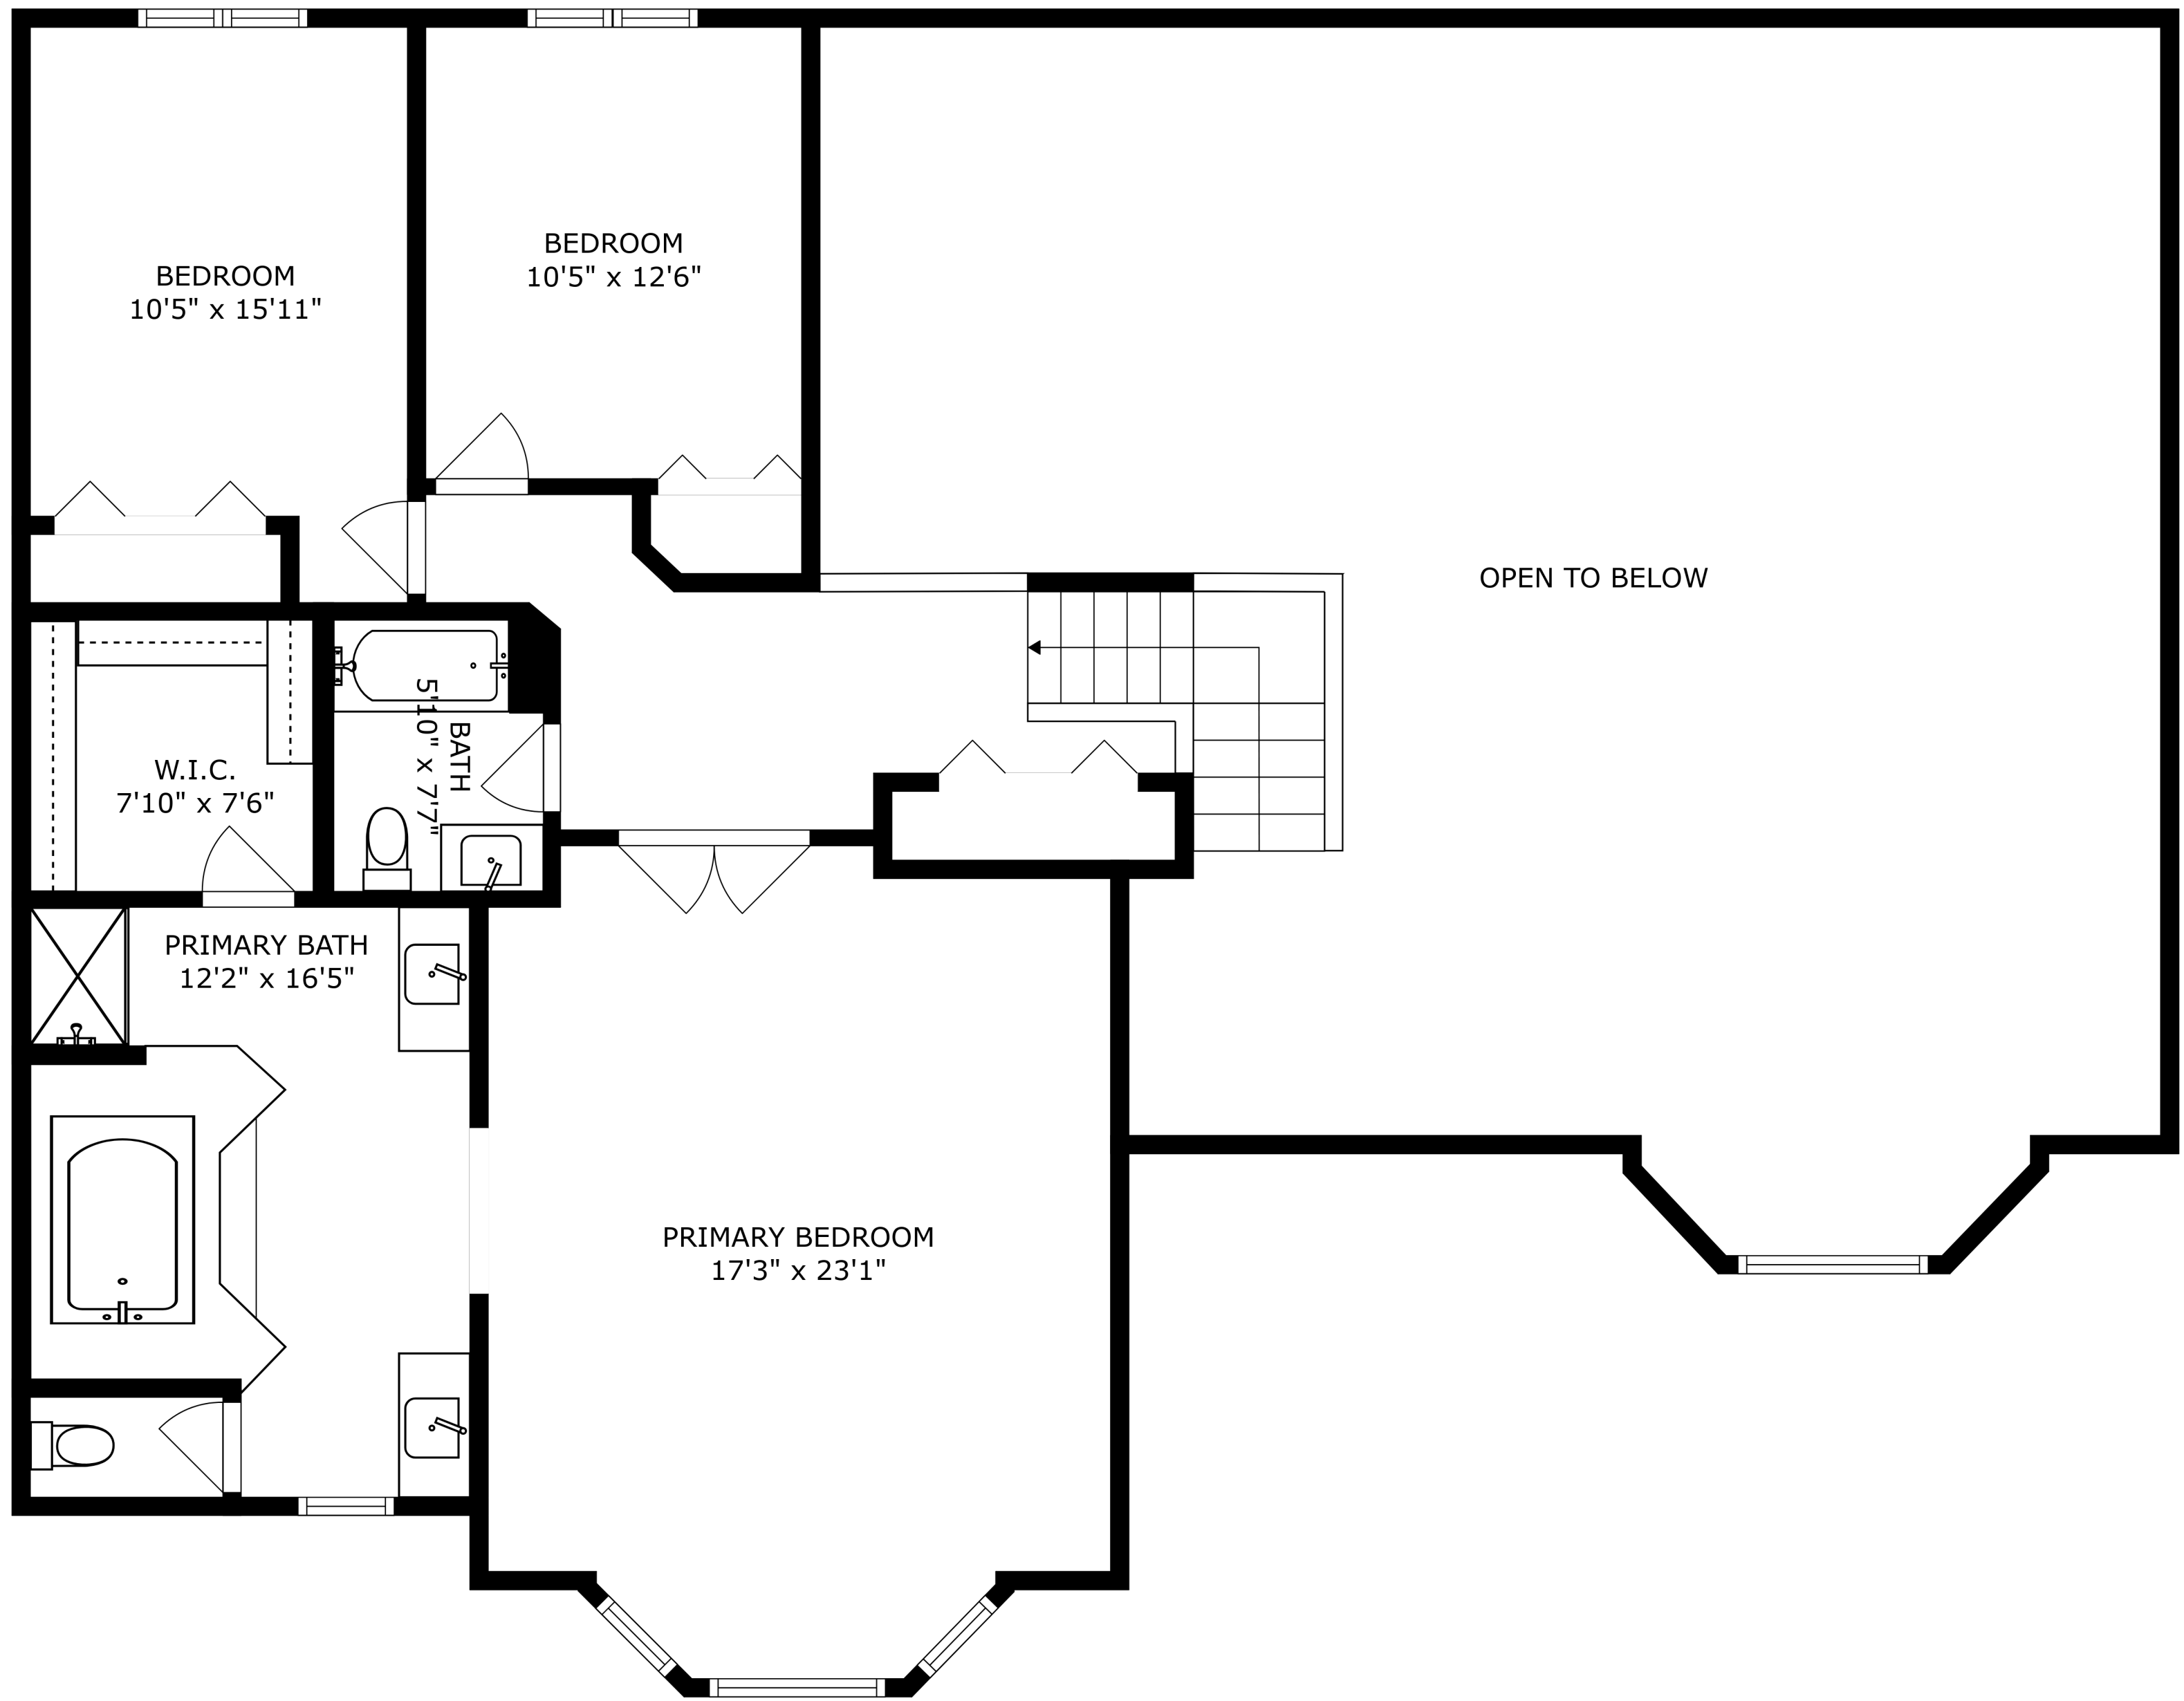 BEDROOM
10'5" x 15'11"
BEDROOM
10'5" x 12'6"
OPEN TO BELOW
W.I.C.
7'10" x 7'6"
BATH
5'10" x 7'7"
PRIMARY BATH
12'2" x 16'5"
PRIMARY BEDROOM
17'3" x 23'1"